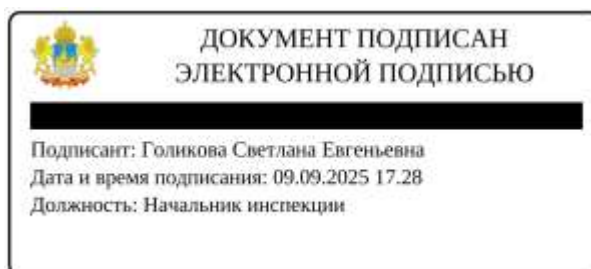 ДОКУМЕНТ ПОДПИСАН
ЭЛЕКТРОННОЙ ПОДПИСЬЮ
Подписант: Голикова Светлана Евгеньевна
Дата и время подписания: 09.09.2025 17.28
Должность: Начальник инспекции